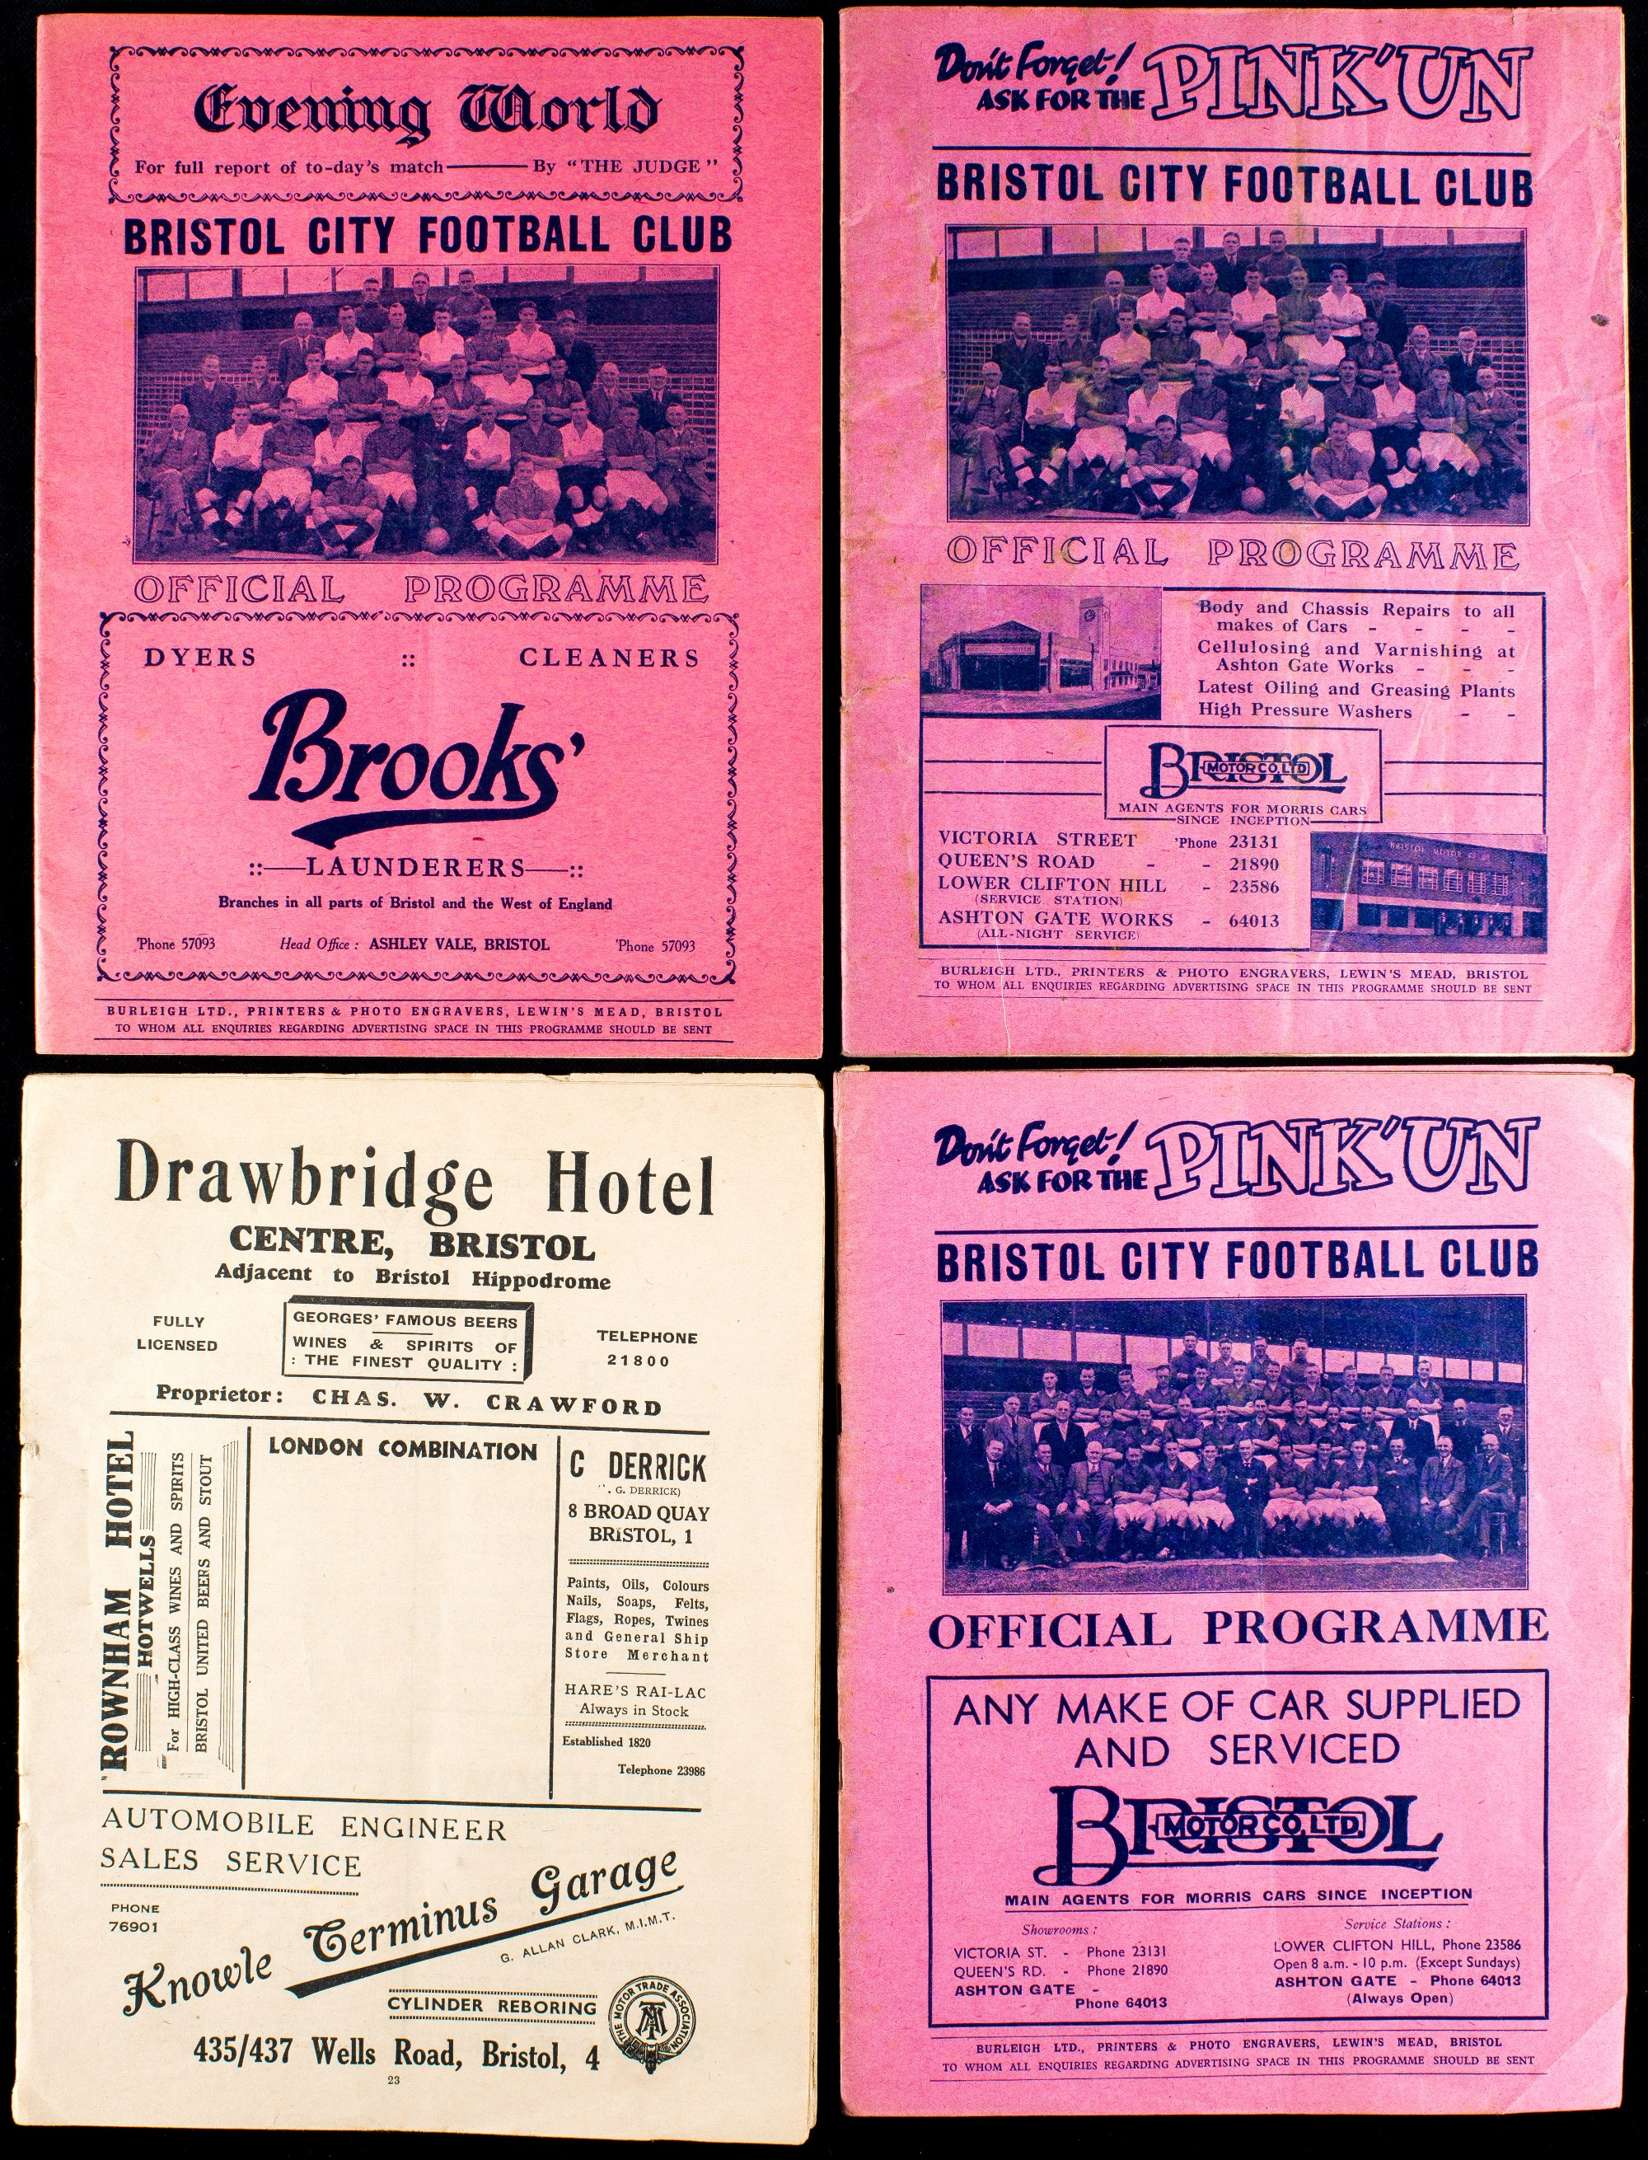 Evening World
For full report of to-day's match — By "THE JUDGE"
BRISTOL CITY FOOTBALL CLUB
OFFICIAL PROGRAMME
DYERS :: CLEANERS
Brooks'
::—LAUNDERERS—::
Branches in all parts of Bristol and the West of England
'Phone 57093 Head Office : ASHLEY VALE, BRISTOL 'Phone 57093
BURLEIGH LTD., PRINTERS & PHOTO ENGRAVERS, LEWIN'S MEAD, BRISTOL
TO WHOM ALL ENQUIRIES REGARDING ADVERTISING SPACE IN THIS PROGRAMME SHOULD BE SENT
Don't Forget!
ASK FOR THE PINK'UN
BRISTOL CITY FOOTBALL CLUB
OFFICIAL PROGRAMME
Body and Chassis Repairs to all
makes of Cars - - - -
Cellulosing and Varnishing at
Ashton Gate Works - - -
Latest Oiling and Greasing Plants
High Pressure Washers - -
BRISTOL
MOTOR CO. LTD.
MAIN AGENTS FOR MORRIS CARS
—SINCE INCEPTION—
VICTORIA STREET 'Phone 23131
QUEEN'S ROAD - - 21890
LOWER CLIFTON HILL - 23586
(SERVICE STATION)
ASHTON GATE WORKS - 64013
(ALL-NIGHT SERVICE)
BRISTOL MOTOR CO LTD
BURLEIGH LTD., PRINTERS & PHOTO ENGRAVERS, LEWIN'S MEAD, BRISTOL
TO WHOM ALL ENQUIRIES REGARDING ADVERTISING SPACE IN THIS PROGRAMME SHOULD BE SENT
Drawbridge Hotel
CENTRE, BRISTOL
Adjacent to Bristol Hippodrome
FULLY
LICENSED
GEORGES' FAMOUS BEERS
WINES & SPIRITS OF
: THE FINEST QUALITY :
TELEPHONE
21800
Proprietor: CHAS. W. CRAWFORD
ROWNHAM HOTEL
HOTWELLS
For HIGH-CLASS WINES AND SPIRITS
BRISTOL UNITED BEERS AND STOUT
LONDON COMBINATION
C DERRICK
G. DERRICK)
8 BROAD QUAY
BRISTOL, 1
Paints, Oils, Colours
Nails, Soaps, Felts,
Flags, Ropes, Twines
and General Ship
Store Merchant
HARE'S RAI-LAC
Always in Stock
Established 1820
Telephone 23986
AUTOMOBILE ENGINEER
SALES SERVICE
PHONE
76901
Knowle Terminus Garage
G. ALLAN CLARK, M.I.M.T.
CYLINDER REBORING
THE MOTOR TRADE ASSOCIATION
MTA
435/437 Wells Road, Bristol, 4
23
Don't Forget!
ASK FOR THE PINK'UN
BRISTOL CITY FOOTBALL CLUB
OFFICIAL PROGRAMME
ANY MAKE OF CAR SUPPLIED
AND SERVICED
BRISTOL
MOTOR CO. LTD.
MAIN AGENTS FOR MORRIS CARS SINCE INCEPTION
Showrooms :
VICTORIA ST. - Phone 23131
QUEEN'S RD. - Phone 21890
ASHTON GATE -
Phone 64013
Service Stations :
LOWER CLIFTON HILL, Phone 23586
Open 8 a.m. - 10 p.m. (Except Sundays)
ASHTON GATE - Phone 64013
(Always Open)
BURLEIGH LTD., PRINTERS & PHOTO ENGRAVERS, LEWIN'S MEAD, BRISTOL
TO WHOM ALL ENQUIRIES REGARDING ADVERTISING SPACE IN THIS PROGRAMME SHOULD BE SENT